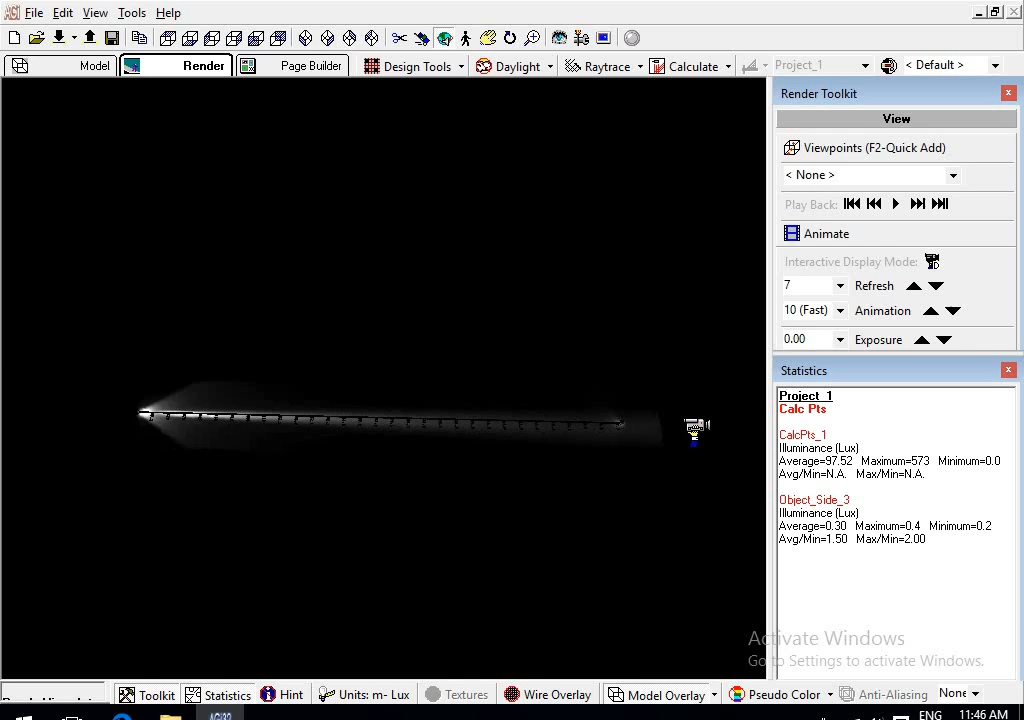 AGI File Edit View Tools Help
Model Render Page Builder Design Tools Daylight Raytrace Calculate Project_1 < Default >
Render Toolkit
View
Viewpoints (F2-Quick Add)
< None >
Play Back:
Animate
Interactive Display Mode:
7 Refresh
10 (Fast) Animation
0.00 Exposure
Statistics
Project_1
Calc Pts
CalcPts_1
Illuminance (Lux)
Average=97.52 Maximum=573 Minimum=0.0
Avg/Min=N.A. Max/Min=N.A.
Object_Side_3
Illuminance (Lux)
Average=0.30 Maximum=0.4 Minimum=0.2
Avg/Min=1.50 Max/Min=2.00
Activate Windows
Go to Settings to activate Windows.
Toolkit Statistics Hint Units: m- Lux Textures Wire Overlay Model Overlay Pseudo Color Anti-Aliasing None
ENG 11:46 AM